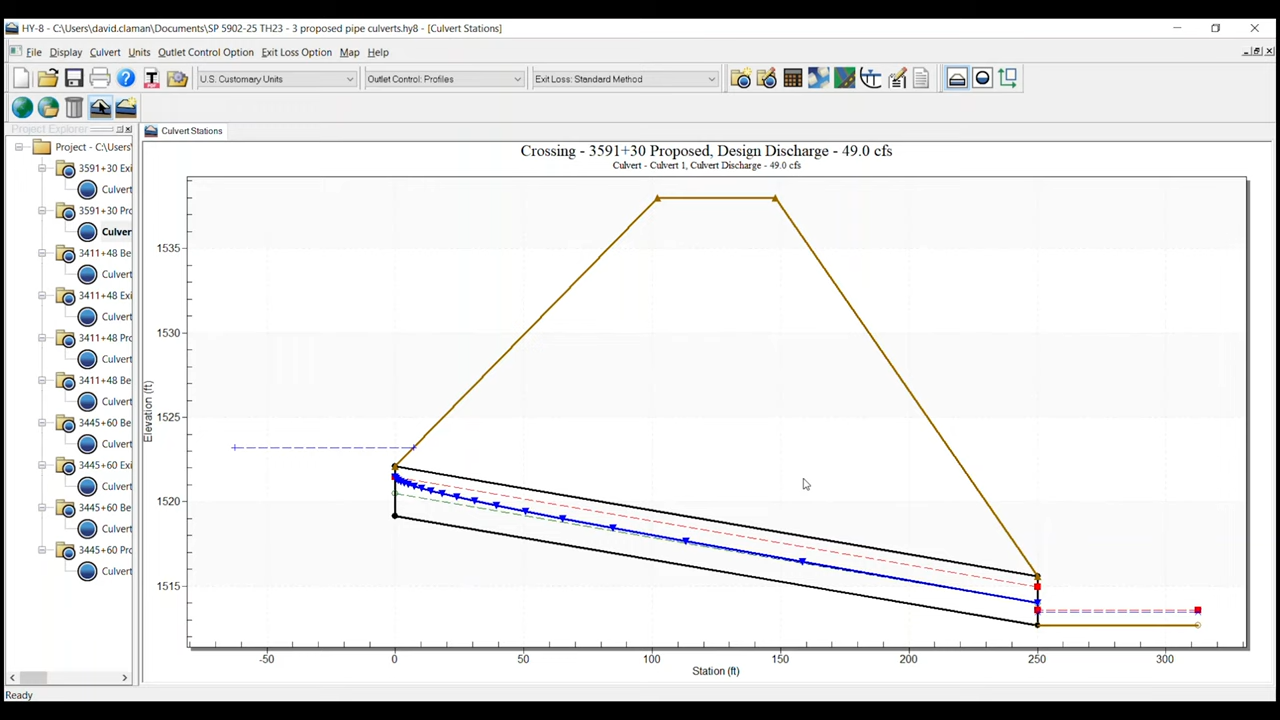 HY-8 - C:\Users\david.claman\Documents\SP 5902-25 TH23 - 3 proposed pipe culverts.hy8 - [Culvert Stations]
File Display Culvert Units Outlet Control Option Exit Loss Option Map Help
U.S. Customary Units Outlet Control: Profiles Exit Loss: Standard Method
Project Explorer
Project - C:\Users'
3591+30 Exi
Culvert
3591+30 Pro
Culver
3411+48 Be
Culvert
3411+48 Exi
Culvert
3411+48 Pro
Culvert
3411+48 Be
Culvert
3445+60 Be
Culvert
3445+60 Exi
Culvert
3445+60 Be
Culvert
3445+60 Pro
Culvert
Culvert Stations
Crossing - 3591+30 Proposed, Design Discharge - 49.0 cfs
Culvert - Culvert 1, Culvert Discharge - 49.0 cfs
Elevation (ft)
1535
1530
1525
1520
1515
-50 0 50 100 150 200 250 300
Station (ft)
Ready